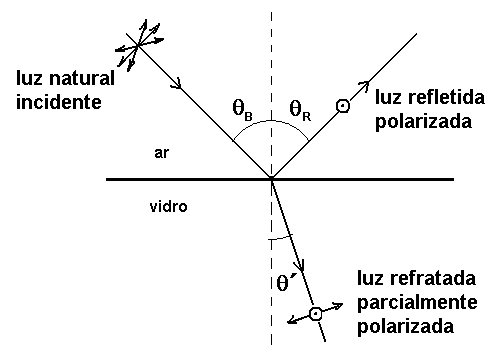 luz natural
incidente
θB
θR
luz refletida
polarizada
ar
vidro
θ´
luz refratada
parcialmente
polarizada